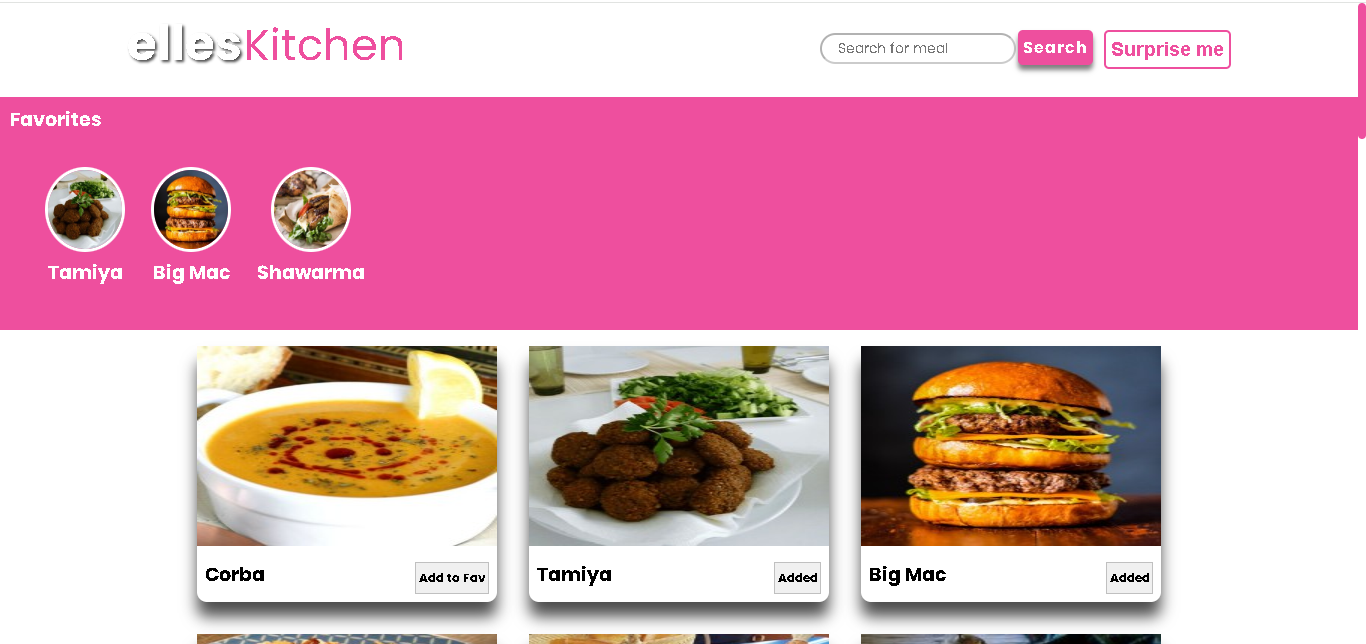 ellesKitchen
Search for meal
Search
Surprise me
Favorites
Tamiya
Big Mac
Shawarma
Corba
Add to Fav
Tamiya
Added
Big Mac
Added